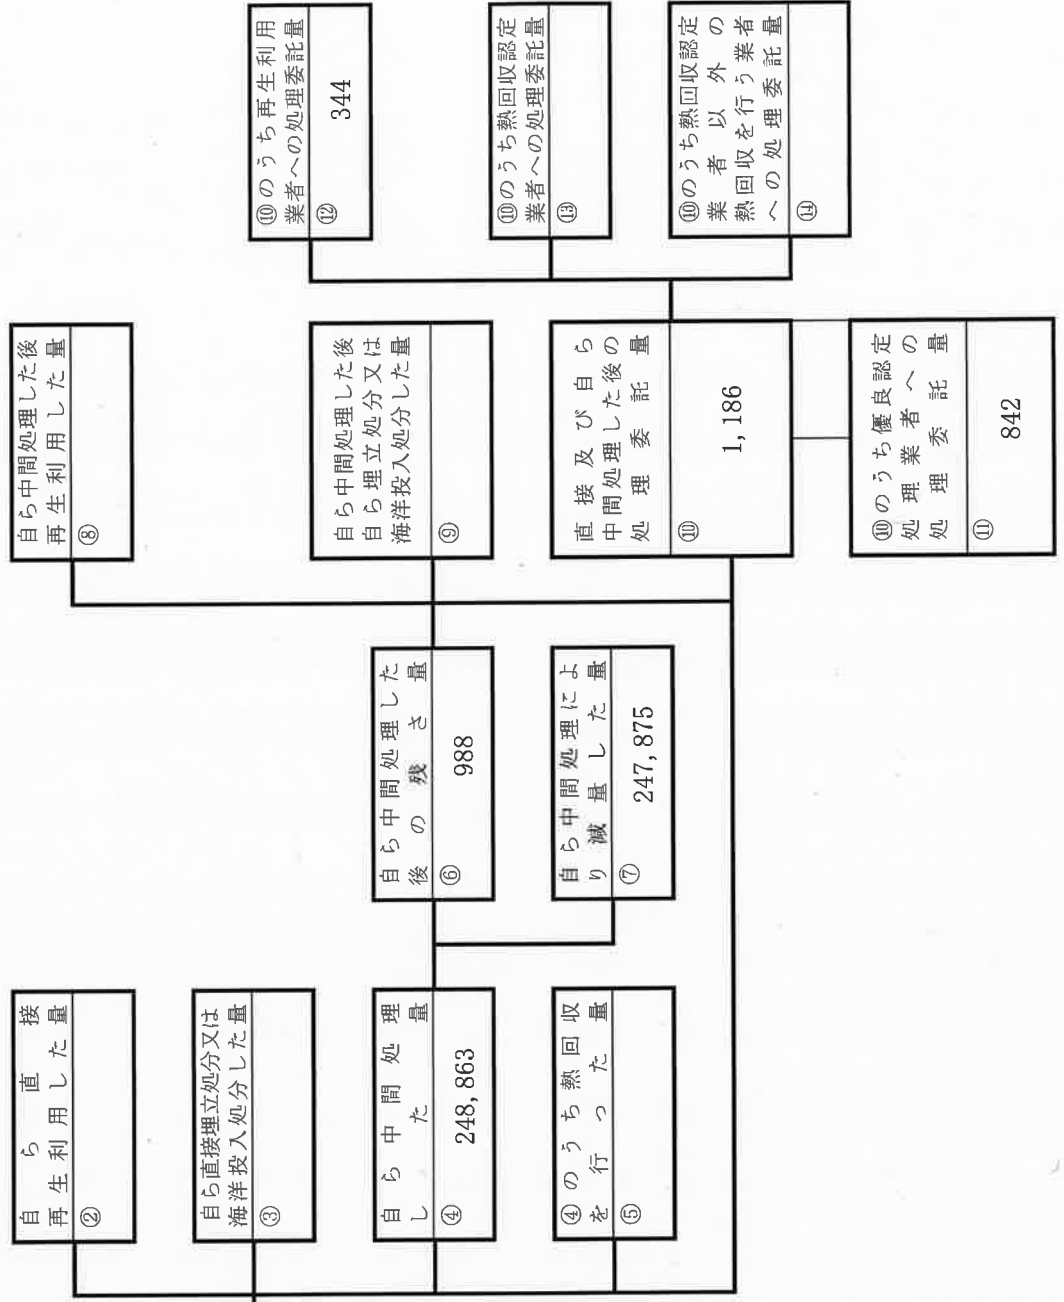 自ら直接
再生利用した量
②
自ら直接埋立処分又は
海洋投入処分した量
③
自ら中間処理
した量
④
248,863
④のうち熱回収
を行った量
⑤
自ら中間処理した
後の残さ量
⑥
988
自ら中間処理によ
り減量した量
⑦
247,875
自ら中間処理した後
再生利用した量
⑧
自ら中間処理した後
自ら埋立処分又は
海洋投入処分した量
⑨
直接及び自ら
中間処理した後の
処理委託量
⑩
1,186
⑩のうち優良認定
処理業者への
処理委託量
⑪
842
⑩のうち再生利用
業者への処理委託量
⑫
344
⑩のうち熱回収認定
業者への処理委託量
⑬
⑩のうち熱回収認定
業者以外の
熱回収を行う業者
への処理委託量
⑭